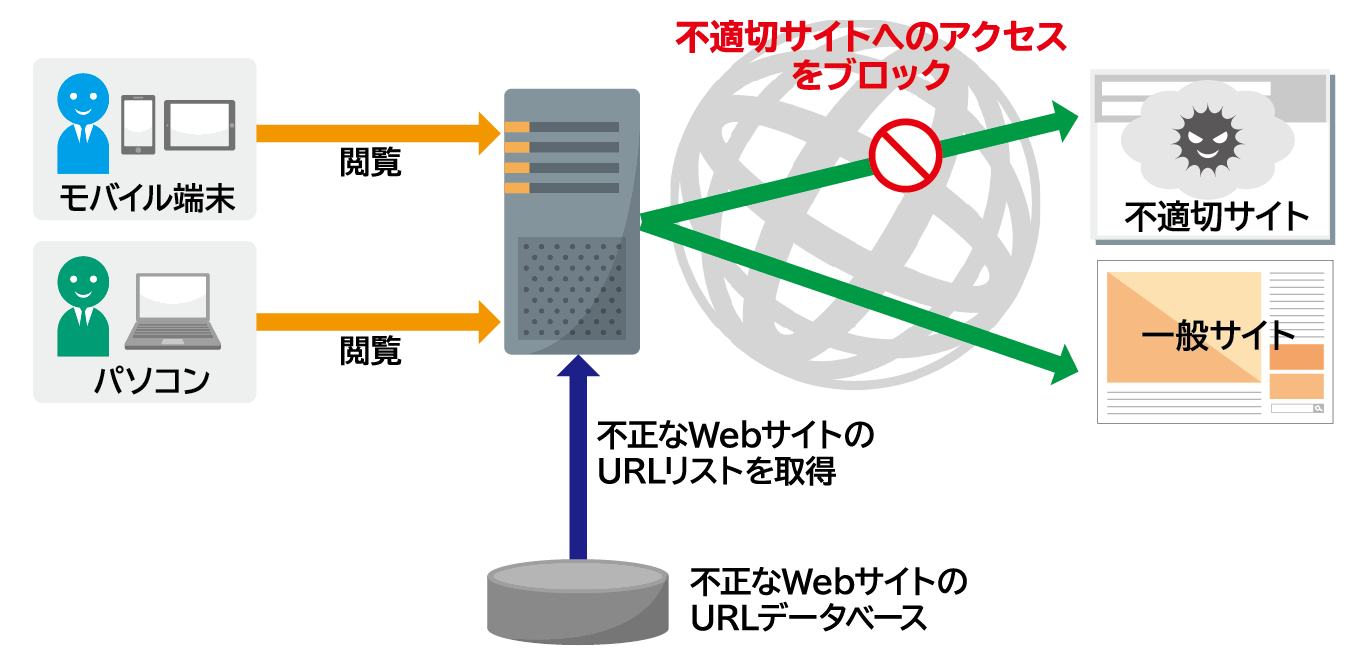 不適切サイトへのアクセス
をブロック
モバイル端末
閲覧
不適切サイト
パソコン
閲覧
一般サイト
不正なWebサイトの
URLリストを取得
不正なWebサイトの
URLデータベース